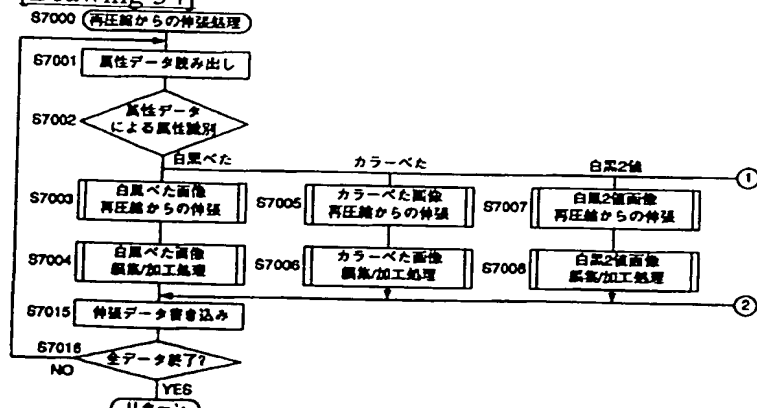 [Drawing 34]
S7000 再圧縮からの伸張処理
S7001 属性データ読み出し
S7002 属性データ
による属性識別
白黒べた
カラーべた
白黒2値
1
S7003 白黒べた画像
再圧縮からの伸張
S7005 カラーべた画像
再圧縮からの伸張
S7007 白黒2値画像
再圧縮からの伸張
S7004 白黒べた画像
編集/加工処理
S7006 カラーべた画像
編集/加工処理
S7008 白黒2値画像
編集/加工処理
2
S7015 伸張データ書き込み
S7016 全データ終了?
NO
YES
リターン